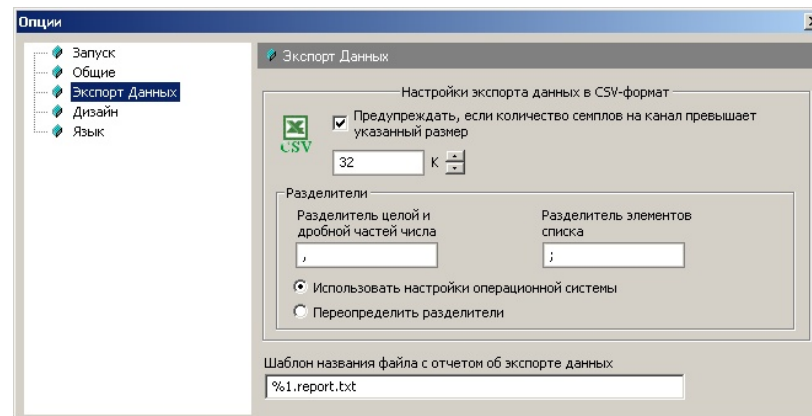 Опции
Запуск
Общие
Экспорт Данных
Дизайн
Язык
Экспорт Данных
Настройки экспорта данных в CSV-формат
CSV
Предупреждать, если количество семплов на канал превышает
указанный размер
32 К
Разделители
Разделитель целой и
дробной частей числа
,
Разделитель элементов
списка
;
Использовать настройки операционной системы
Переопределить разделители
Шаблон названия файла с отчетом об экспорте данных
%1.report.txt